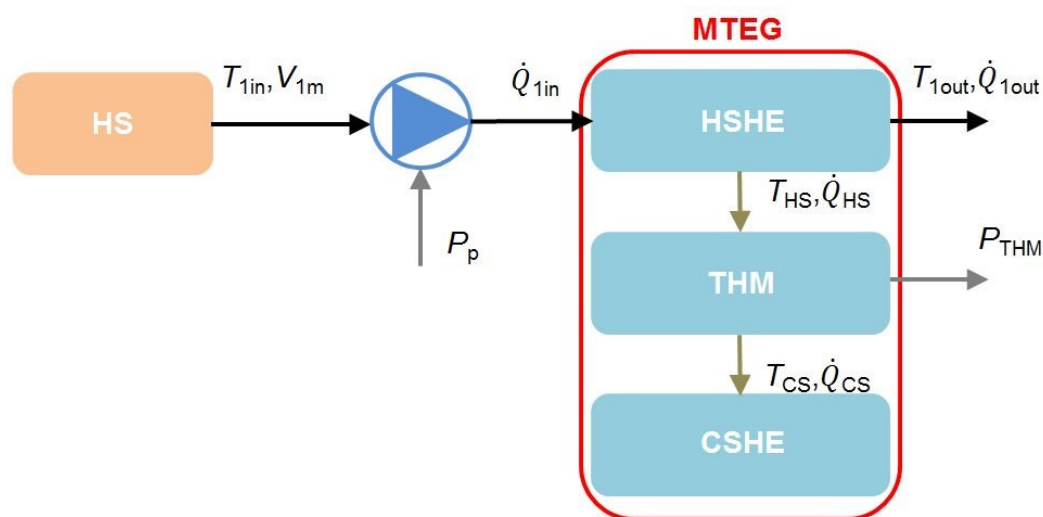 MTEG
HS
T1in,V1m
Q̇1in
HSHE
T1out,Q̇1out
THS,Q̇HS
Pp
THM
PTHM
TCS,Q̇CS
CSHE